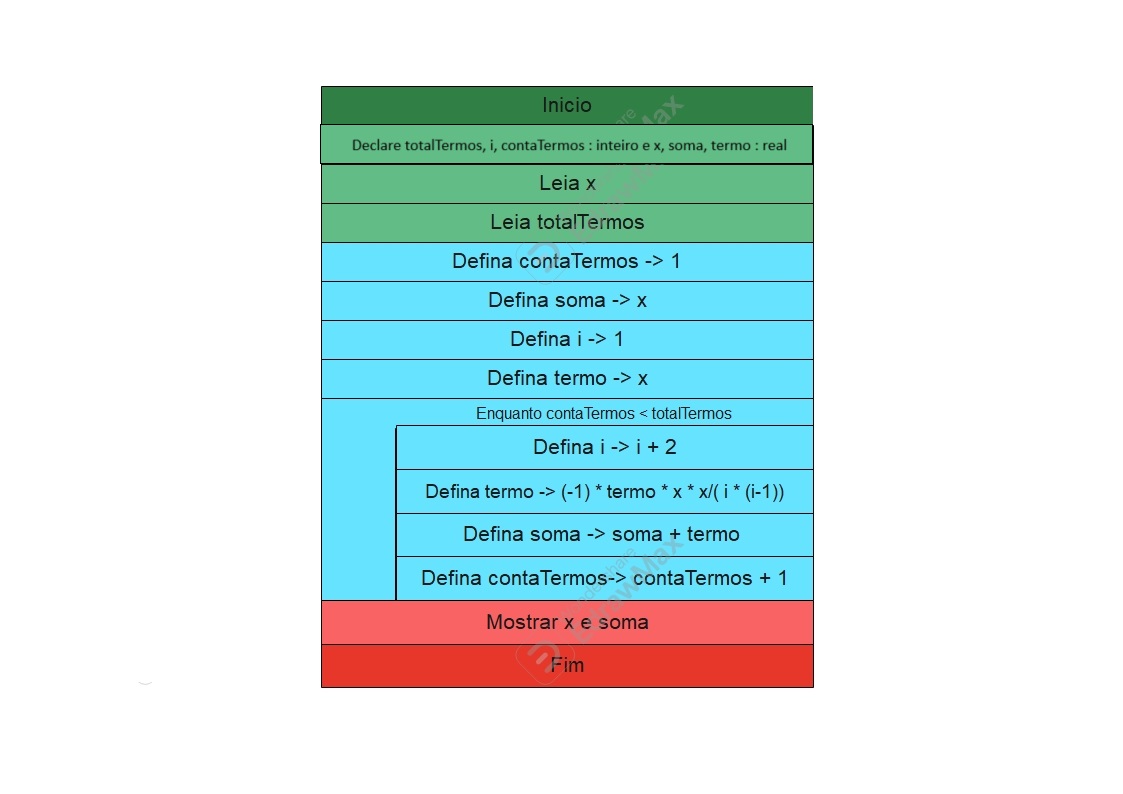 Inicio
Declare totalTermos, i, contaTermos : inteiro e x, soma, termo : real
Leia x
Leia totalTermos
Defina contaTermos -> 1
Defina soma -> x
Defina i -> 1
Defina termo -> x
Enquanto contaTermos < totalTermos
Defina i -> i + 2
Defina termo -> (-1) * termo * x * x/( i * (i-1))
Defina soma -> soma + termo
Defina contaTermos-> contaTermos + 1
Mostrar x e soma
Fim
Wondershare
EdrawMax